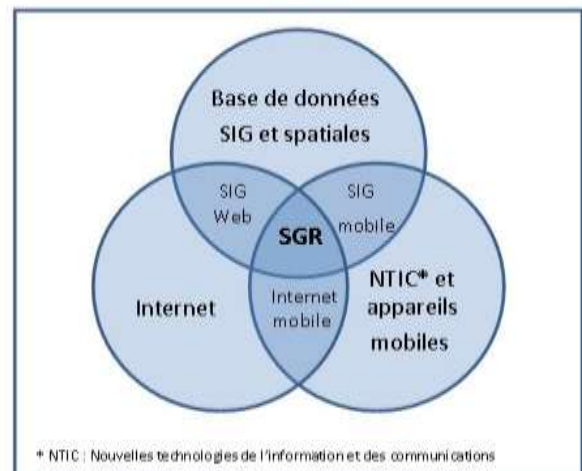 Base de données
SIG et spatiales
SIG
Web
SIG
mobile
SGR
Internet
Internet
mobile
NTIC* et
appareils
mobiles
* NTIC : Nouvelles technologies de l'information et des communications